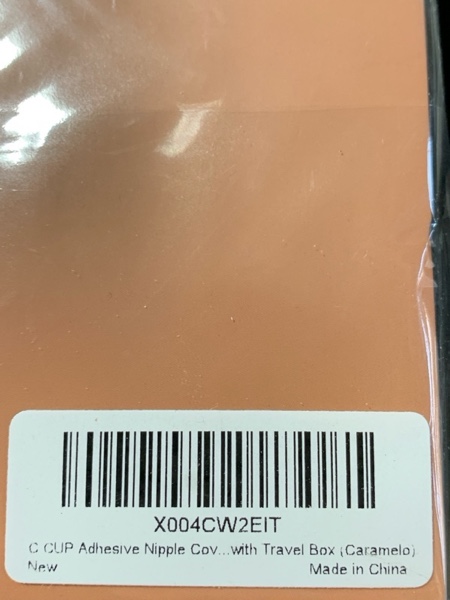 X004CW2EIT
C CUP Adhesive Nipple Cov...with Travel Box (Caramelo)
New
Made in China